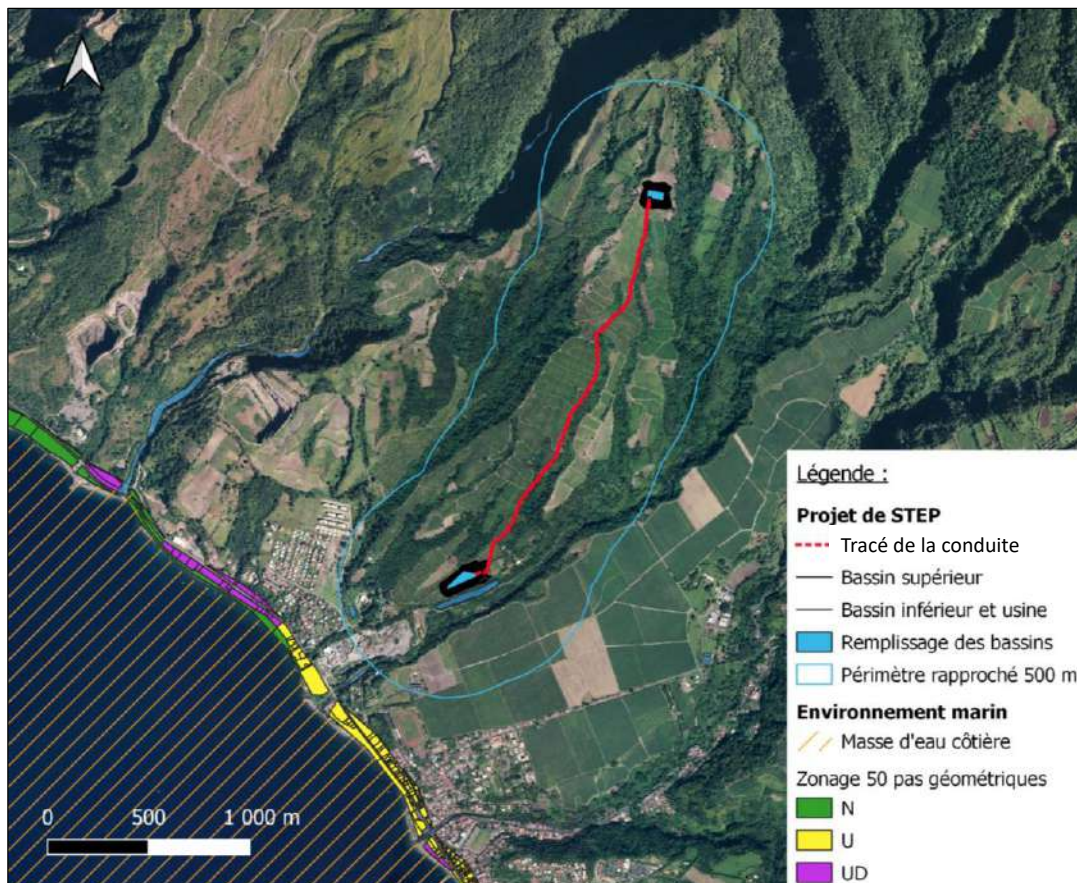 Légende :
Projet de STEP
Tracé de la conduite
Bassin supérieur
Bassin inférieur et usine
Remplissage des bassins
Périmètre rapproché 500 m
Environnement marin
Masse d'eau côtière
Zonage 50 pas géométriques
N
U
UD
0 500 1 000 m